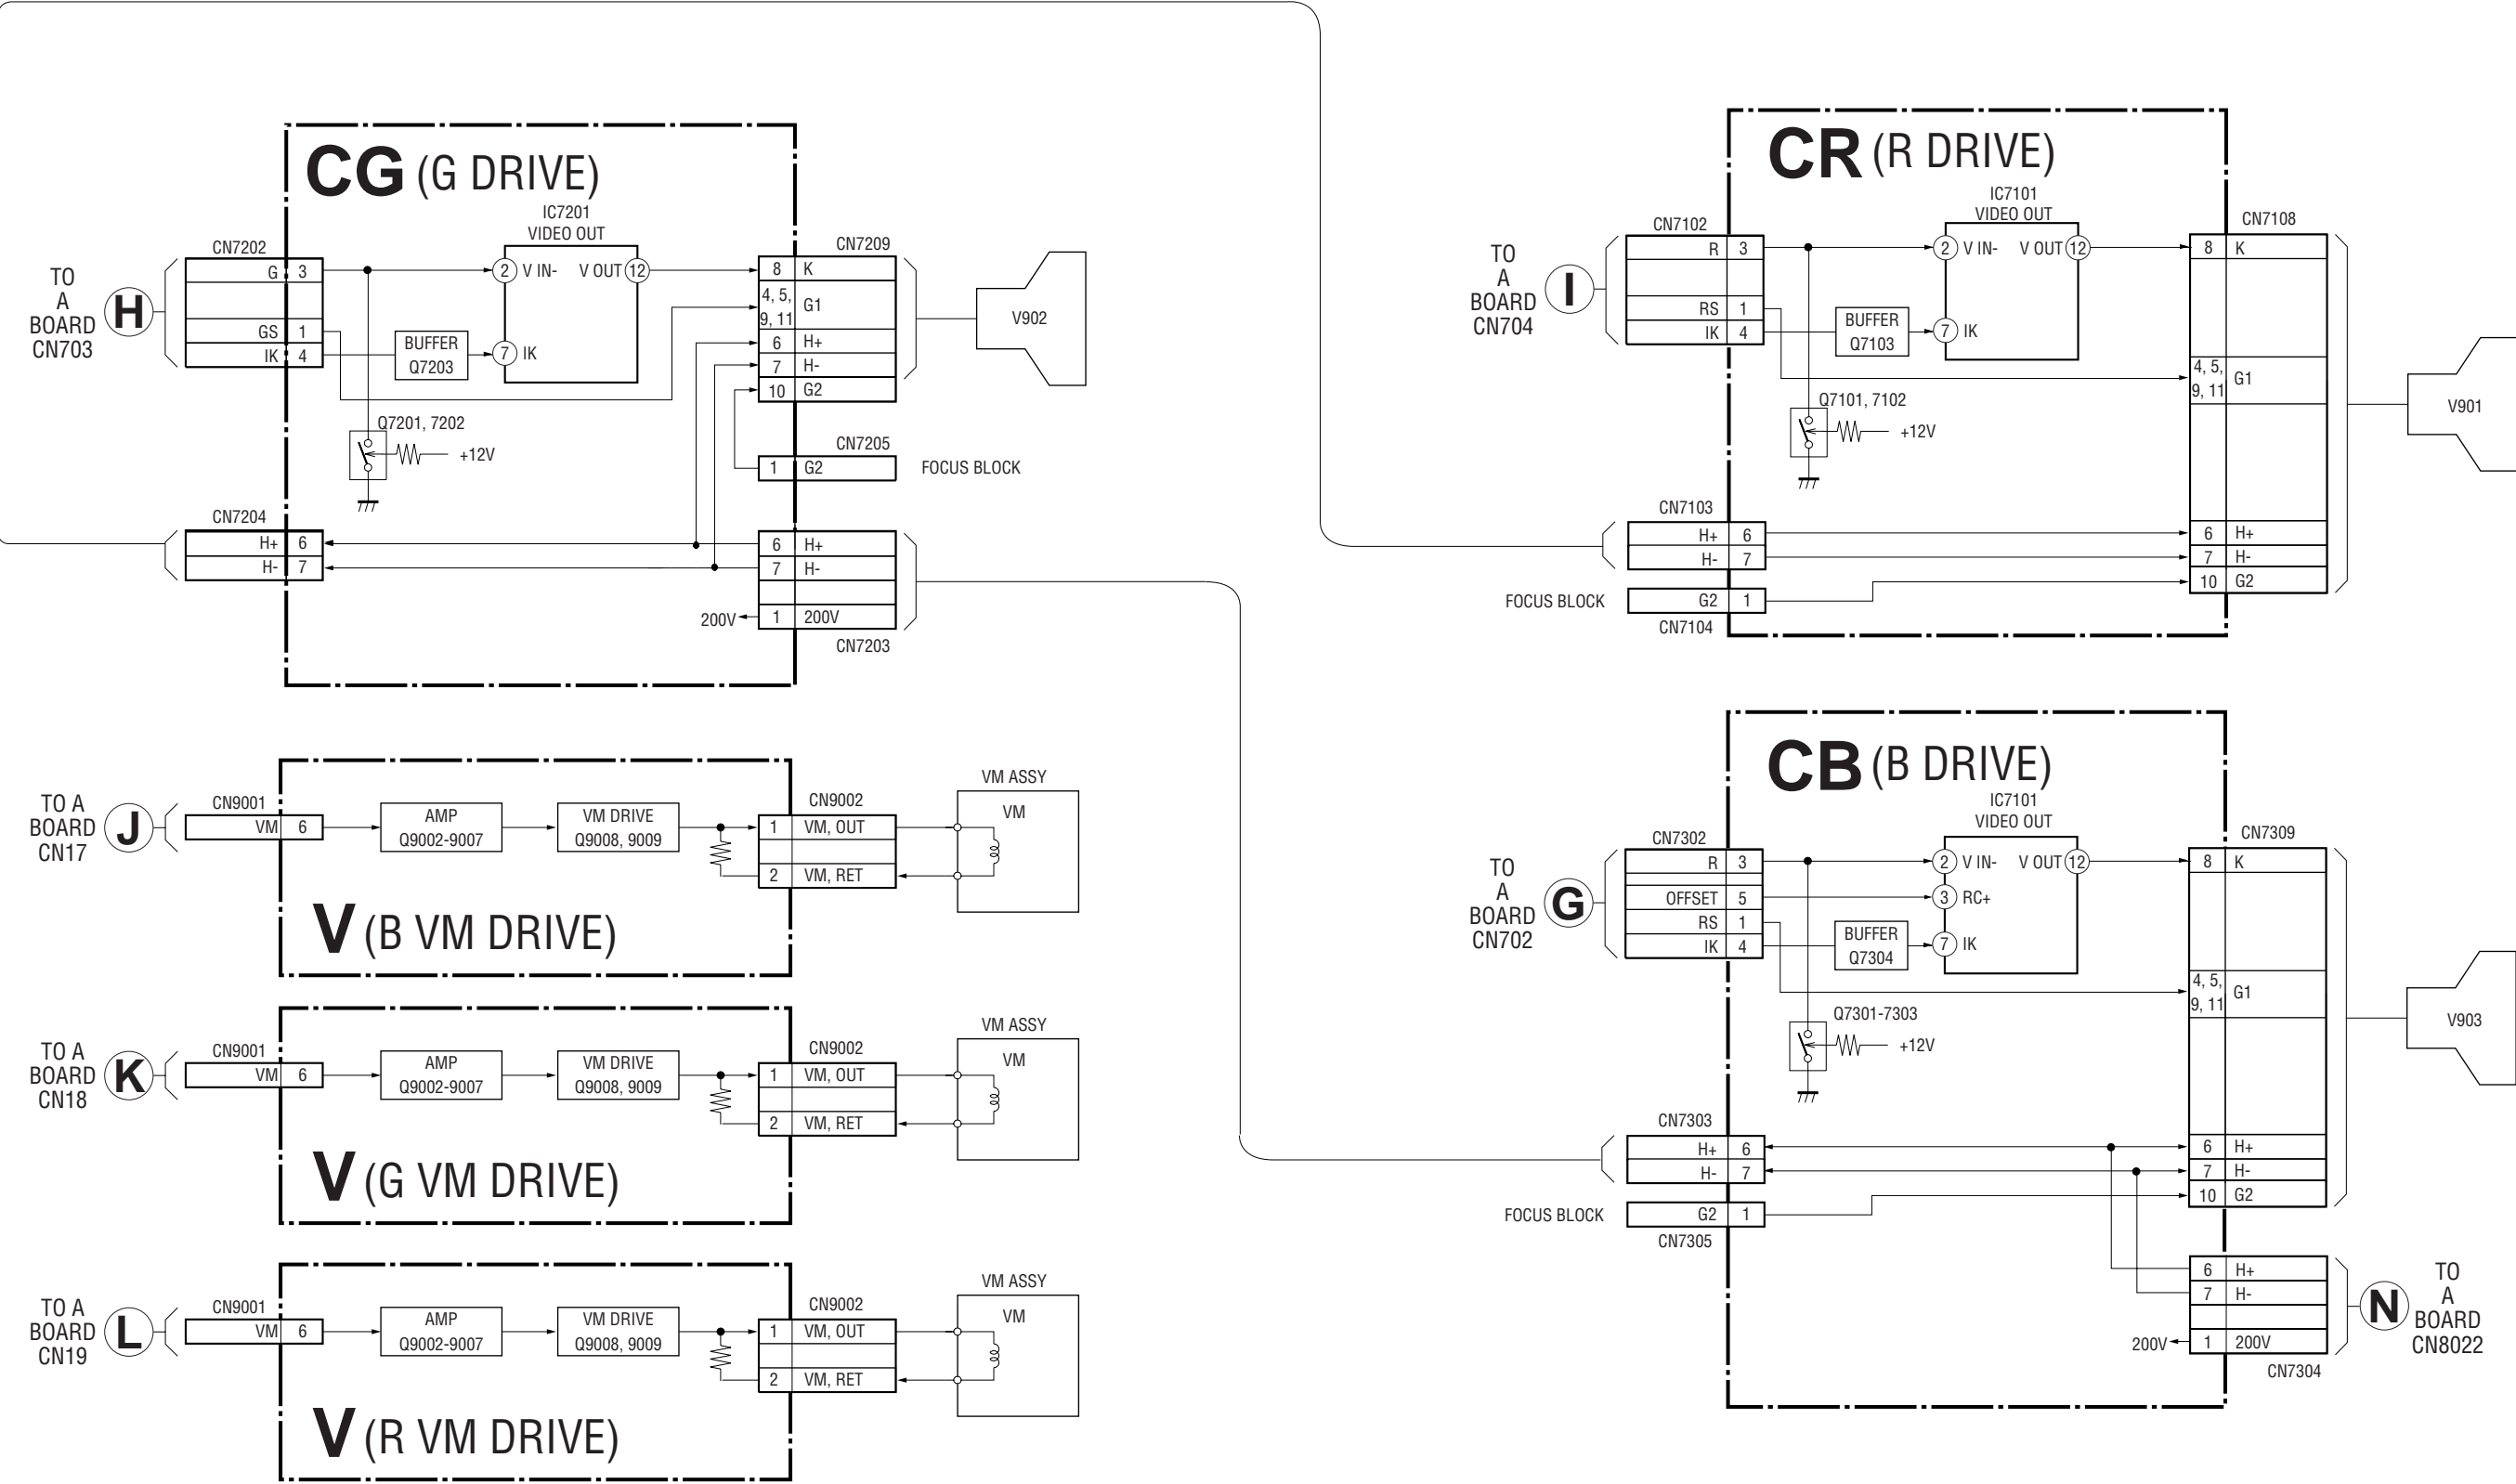 CG (G DRIVE)
IC7201
VIDEO OUT
CN7202
G 3
GS 1
IK 4
TO
A
BOARD
CN703
H
2 V IN- V OUT 12
BUFFER
Q7203
7 IK
Q7201, 7202
+12V
CN7209
8 K
4, 5,
9, 11
G1
6 H+
7 H-
10 G2
V902
CN7205
1 G2
FOCUS BLOCK
CN7204
H+ 6
H- 7
6 H+
7 H-
200V 1 200V
CN7203
CR (R DRIVE)
IC7101
VIDEO OUT
CN7102
R 3
RS 1
IK 4
TO
A
BOARD
CN704
I
2 V IN- V OUT 12
BUFFER
Q7103
7 IK
Q7101, 7102
+12V
CN7108
8 K
4, 5,
9, 11
G1
6 H+
7 H-
10 G2
V901
CN7103
H+ 6
H- 7
FOCUS BLOCK
G2 1
CN7104
TO A
BOARD
CN17
J
CN9001
VM 6
AMP
Q9002-9007
VM DRIVE
Q9008, 9009
CN9002
1 VM, OUT
2 VM, RET
VM ASSY
VM
V (B VM DRIVE)
TO A
BOARD
CN18
K
CN9001
VM 6
AMP
Q9002-9007
VM DRIVE
Q9008, 9009
CN9002
1 VM, OUT
2 VM, RET
VM ASSY
VM
V (G VM DRIVE)
TO A
BOARD
CN19
L
CN9001
VM 6
AMP
Q9002-9007
VM DRIVE
Q9008, 9009
CN9002
1 VM, OUT
2 VM, RET
VM ASSY
VM
V (R VM DRIVE)
CB (B DRIVE)
IC7101
VIDEO OUT
CN7302
R 3
OFFSET 5
RS 1
IK 4
TO
A
BOARD
CN702
G
2 V IN- V OUT 12
3 RC+
BUFFER
Q7304
7 IK
Q7301-7303
+12V
CN7309
8 K
4, 5,
9, 11
G1
6 H+
7 H-
10 G2
V903
CN7303
H+ 6
H- 7
FOCUS BLOCK
G2 1
CN7305
6 H+
7 H-
200V 1 200V
CN7304
N
TO
A
BOARD
CN8022